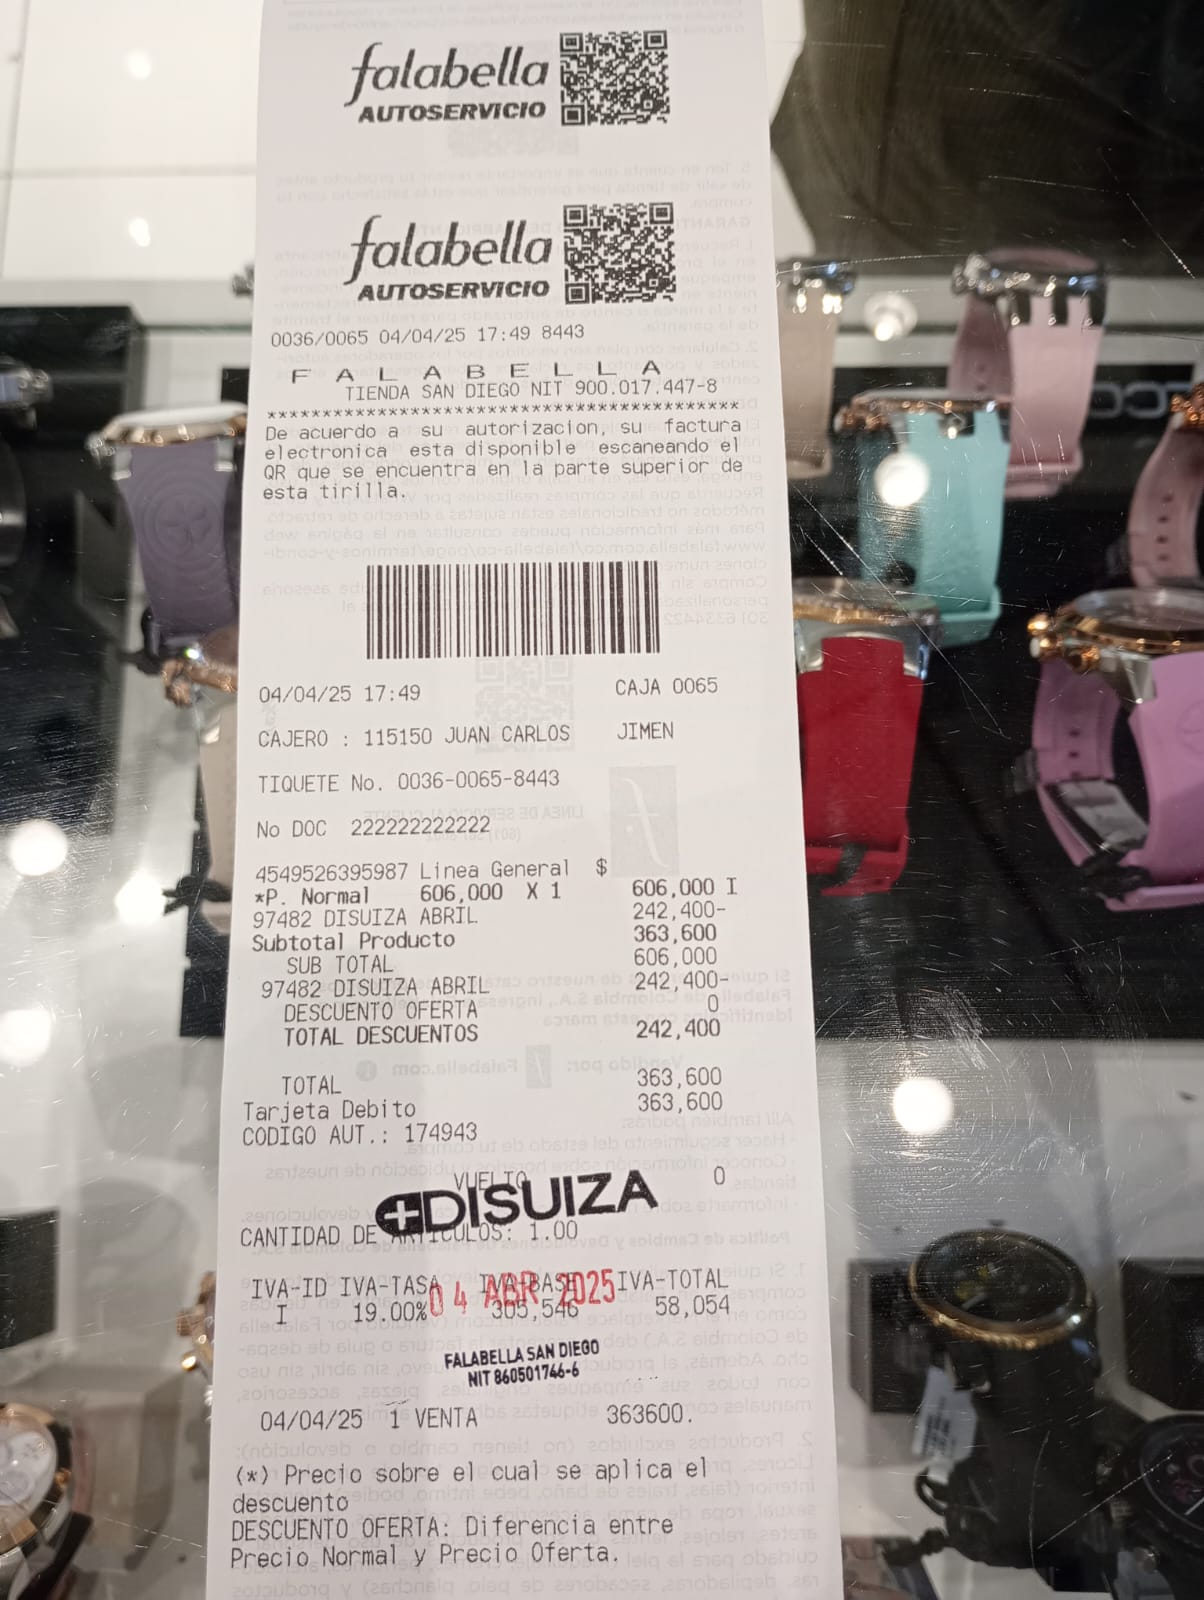 falabella
AUTOSERVICIO
falabella
AUTOSERVICIO
0036/0065 04/04/25 17:49 8443
F A L A B E L L A
TIENDA SAN DIEGO NIT 900.017.447-8
*******************************************
De acuerdo a su autorizacion, su factura
electronica esta disponible escaneando el
QR que se encuentra en la parte superior de
esta tirilla.
04/04/25 17:49 CAJA 0065
CAJERO : 115150 JUAN CARLOS JIMEN
TIQUETE No. 0036-0065-8443
No DOC 222222222222
4549526395987 Linea General $
*P. Normal 606,000 X 1 606,000 I
97482 DISUIZA ABRIL 242,400-
Subtotal Producto 363,600
SUB TOTAL 606,000
97482 DISUIZA ABRIL 242,400-
DESCUENTO OFERTA 0
TOTAL DESCUENTOS 242,400
TOTAL 363,600
Tarjeta Debito 363,600
CODIGO AUT.: 174943
VUELTO 0
DISUIZA
CANTIDAD DE ARTICULOS: 1.00
IVA-ID IVA-TASA IVA-BASE IVA-TOTAL
04 ABR 2025
I 19.00% 305,546 58,054
FALABELLA SAN DIEGO
NIT 860501746-6
04/04/25 1 VENTA 363600.
(*) Precio sobre el cual se aplica el
descuento
DESCUENTO OFERTA: Diferencia entre
Precio Normal y Precio Oferta.